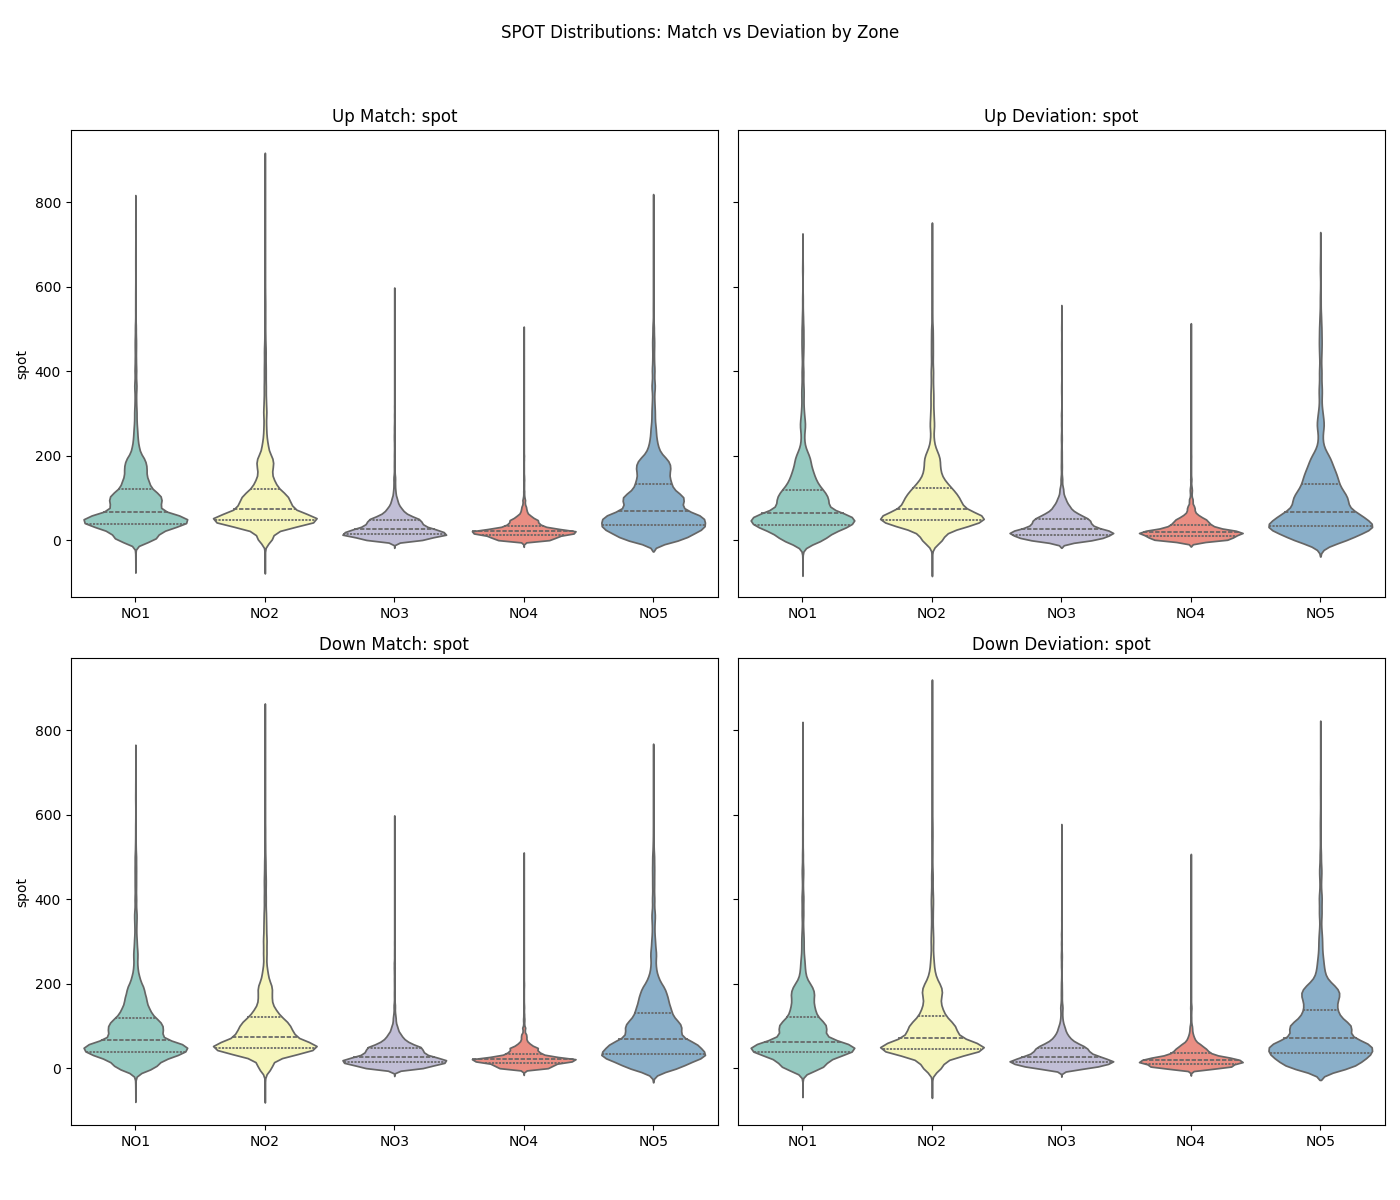 SPOT Distributions: Match vs Deviation by Zone
Up Match: spot
Up Deviation: spot
spot
800
600
400
200
0
NO1 NO2 NO3 NO4 NO5
NO1 NO2 NO3 NO4 NO5
Down Match: spot
Down Deviation: spot
spot
800
600
400
200
0
NO1 NO2 NO3 NO4 NO5
NO1 NO2 NO3 NO4 NO5